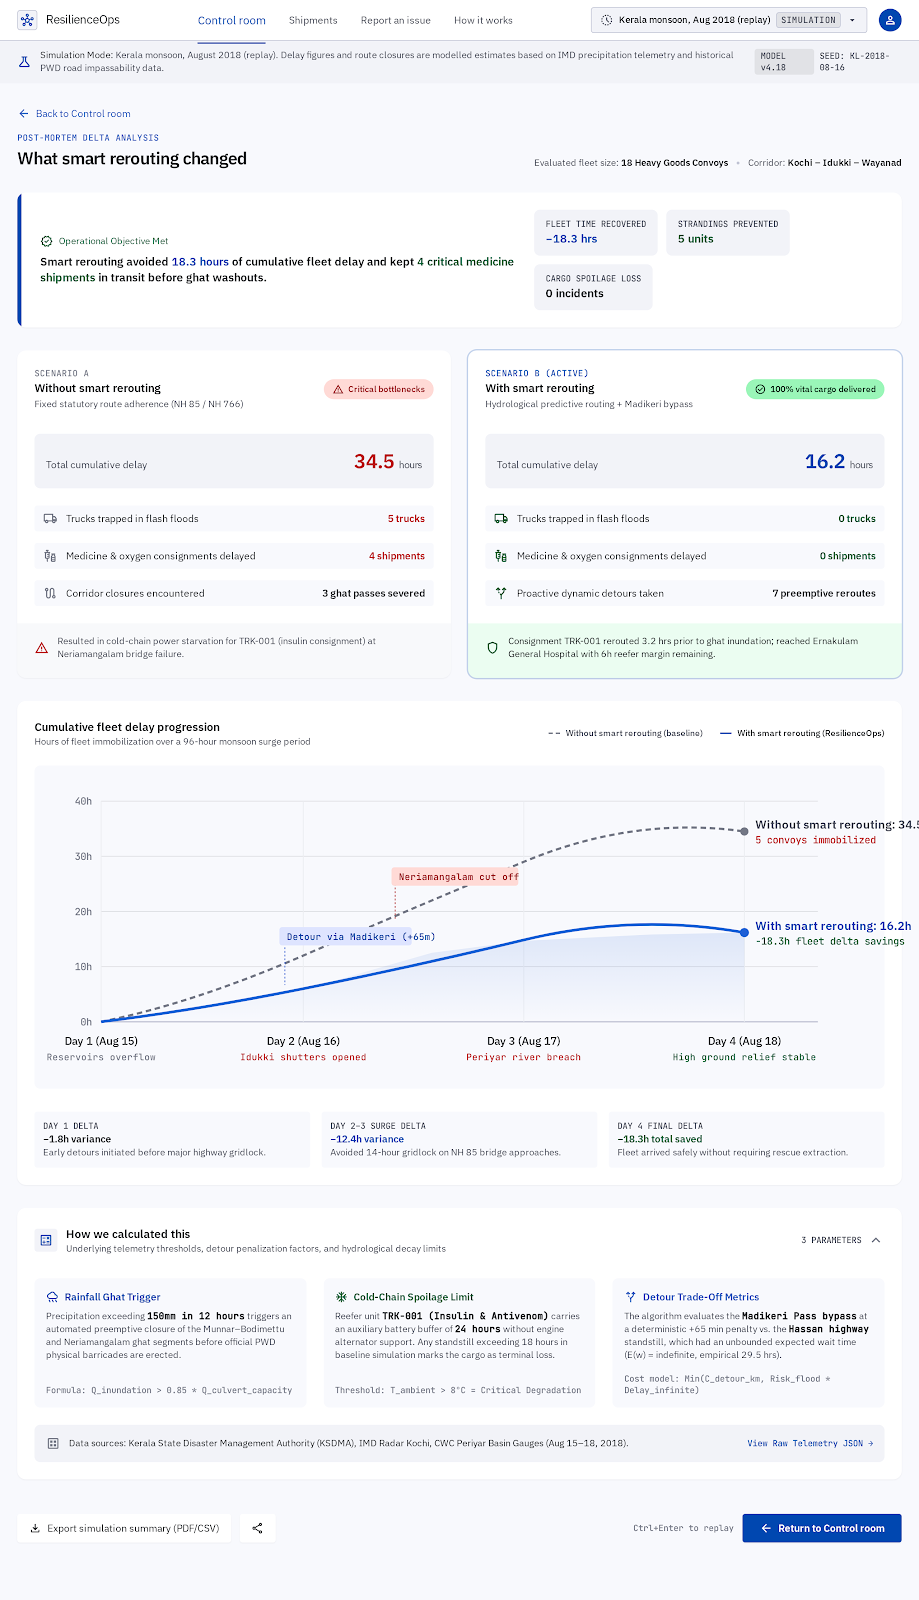 ResilienceOps
Control room
Shipments
Report an issue
How it works
Kerala monsoon, Aug 2018 (replay) SIMULATION
Simulation Mode: Kerala monsoon, August 2018 (replay). Delay figures and route closures are modelled estimates based on IMD precipitation telemetry and historical
PWD road impassability data.
MODEL
v4.18
SEED: KL-2018-
08-16
Back to Control room
POST-MORTEM DELTA ANALYSIS
What smart rerouting changed
Evaluated fleet size: 18 Heavy Goods Convoys • Corridor: Kochi – Idukki – Wayanad
Operational Objective Met
Smart rerouting avoided 18.3 hours of cumulative fleet delay and kept 4 critical medicine
shipments in transit before ghat washouts.
FLEET TIME RECOVERED
−18.3 hrs
STRANDINGS PREVENTED
5 units
CARGO SPOILAGE LOSS
0 incidents
SCENARIO A
Without smart rerouting
Fixed statutory route adherence (NH 85 / NH 766)
Critical bottlenecks
Total cumulative delay
34.5 hours
Trucks trapped in flash floods
5 trucks
Medicine & oxygen consignments delayed
4 shipments
Corridor closures encountered
3 ghat passes severed
Resulted in cold-chain power starvation for TRK-001 (insulin consignment) at
Neriamangalam bridge failure.
SCENARIO B (ACTIVE)
With smart rerouting
Hydrological predictive routing + Madikeri bypass
100% vital cargo delivered
Total cumulative delay
16.2 hours
Trucks trapped in flash floods
0 trucks
Medicine & oxygen consignments delayed
0 shipments
Proactive dynamic detours taken
7 preemptive reroutes
Consignment TRK-001 rerouted 3.2 hrs prior to ghat inundation; reached Ernakulam
General Hospital with 6h reefer margin remaining.
Cumulative fleet delay progression
Hours of fleet immobilization over a 96-hour monsoon surge period
Without smart rerouting (baseline)
With smart rerouting (ResilienceOps)
40h
30h
20h
10h
0h
Without smart rerouting: 34.5
5 convoys immobilized
Neriamangalam cut off
With smart rerouting: 16.2h
-18.3h fleet delta savings
Detour via Madikeri (+65m)
Day 1 (Aug 15)
Reservoirs overflow
Day 2 (Aug 16)
Idukki shutters opened
Day 3 (Aug 17)
Periyar river breach
Day 4 (Aug 18)
High ground relief stable
DAY 1 DELTA
−1.8h variance
Early detours initiated before major highway gridlock.
DAY 2–3 SURGE DELTA
−12.4h variance
Avoided 14-hour gridlock on NH 85 bridge approaches.
DAY 4 FINAL DELTA
−18.3h total saved
Fleet arrived safely without requiring rescue extraction.
How we calculated this
Underlying telemetry thresholds, detour penalization factors, and hydrological decay limits
3 PARAMETERS
Rainfall Ghat Trigger
Precipitation exceeding 150mm in 12 hours triggers an
automated preemptive closure of the Munnar–Bodimettu
and Neriamangalam ghat segments before official PWD
physical barricades are erected.
Formula: Q_inundation > 0.85 * Q_culvert_capacity
Cold-Chain Spoilage Limit
Reefer unit TRK-001 (Insulin & Antivenom) carries
an auxiliary battery buffer of 24 hours without engine
alternator support. Any standstill exceeding 18 hours in
baseline simulation marks the cargo as terminal loss.
Threshold: T_ambient > 8°C = Critical Degradation
Detour Trade-Off Metrics
The algorithm evaluates the Madikeri Pass bypass at
a deterministic +65 min penalty vs. the Hassan highway
standstill, which had an unbounded expected wait time
(E(w) = indefinite, empirical 29.5 hrs).
Cost model: Min(C_detour_km, Risk_flood *
Delay_infinite)
Data sources: Kerala State Disaster Management Authority (KSDMA), IMD Radar Kochi, CWC Periyar Basin Gauges (Aug 15–18, 2018).
View Raw Telemetry JSON →
Export simulation summary (PDF/CSV)
Ctrl+Enter to replay
Return to Control room